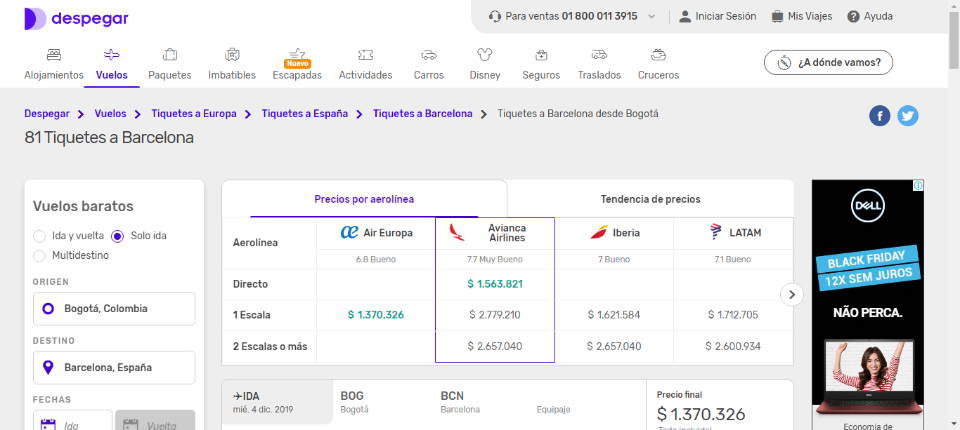 despegar
Para ventas 01 800 011 3915
Iniciar Sesión
Mis Viajes
? Ayuda
Alojamientos
Vuelos
Paquetes
Imbatibles
Nuevo
Escapadas
Actividades
Carros
Disney
Seguros
Traslados
Cruceros
¿A dónde vamos?
Despegar > Vuelos > Tiquetes a Europa > Tiquetes a España > Tiquetes a Barcelona > Tiquetes a Barcelona desde Bogotá
81 Tiquetes a Barcelona
Vuelos baratos
Ida y vuelta Solo ida
Multidestino
ORIGEN
Bogotá, Colombia
DESTINO
Barcelona, España
FECHAS
Ida Vuelta
Precios por aerolínea Tendencia de precios
Aerolínea Air Europa Avianca Airlines Iberia LATAM
6.8 Bueno 7.7 Muy Bueno 7 Bueno 7.1 Bueno
Directo $ 1.563.821
1 Escala $ 1.370.326 $ 2.779.210 $ 1.621.584 $ 1.712.705
2 Escalas o más $ 2.657.040 $ 2.657.040 $ 2.600.934
IDA BOG BCN Precio final
mié. 4 dic. 2019 Bogotá Barcelona Equipaje $ 1.370.326
Todo incluido
DELL
BLACK FRIDAY
12X SEM JUROS
NÃO PERCA.
Economia de